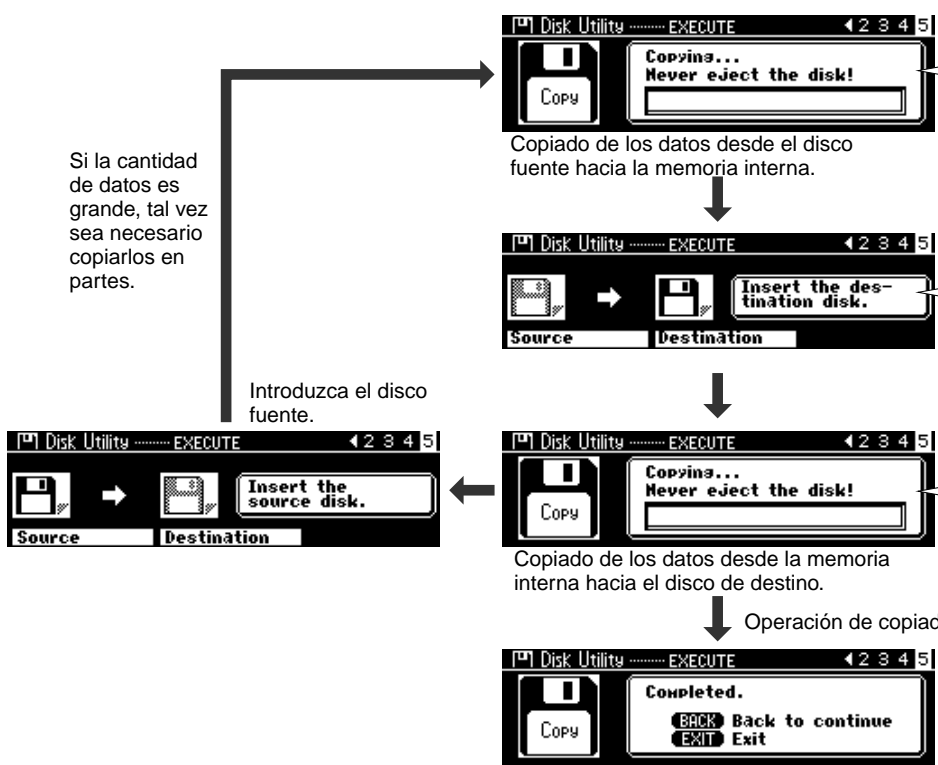 Disk Utility ········· EXECUTE 2 3 4 5
Copying...
Never eject the disk!
Copy
Copiado de los datos desde el disco
fuente hacia la memoria interna.
Si la cantidad
de datos es
grande, tal vez
sea necesario
copiarlos en
partes.
Disk Utility ········· EXECUTE 2 3 4 5
Insert the des-
tination disk.
Source Destination
Introduzca el disco
fuente.
Disk Utility ········· EXECUTE 2 3 4 5
Insert the
source disk.
Source Destination
Disk Utility ········· EXECUTE 2 3 4 5
Copying...
Never eject the disk!
Copy
Copiado de los datos desde la memoria
interna hacia el disco de destino.
Operación de copiad
Disk Utility ········· EXECUTE 2 3 4 5
Completed.
Copy
BACK Back to continue
EXIT Exit